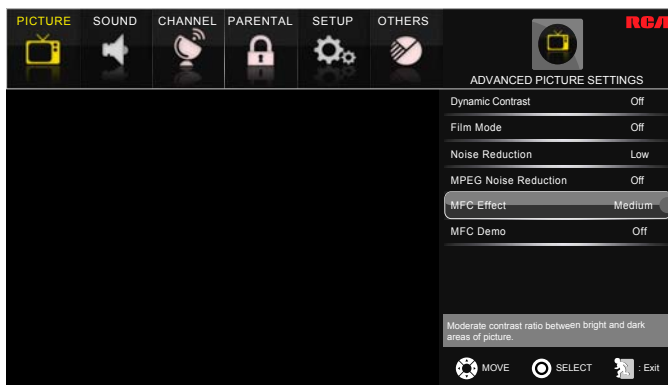 PICTURE SOUND CHANNEL PARENTAL SETUP OTHERS
RCA
ADVANCED PICTURE SETTINGS
Dynamic Contrast Off
Film Mode Off
Noise Reduction Low
MPEG Noise Reduction Off
MFC Effect Medium
MFC Demo Off
Moderate contrast ratio between bright and dark
areas of picture.
MOVE SELECT : Exit